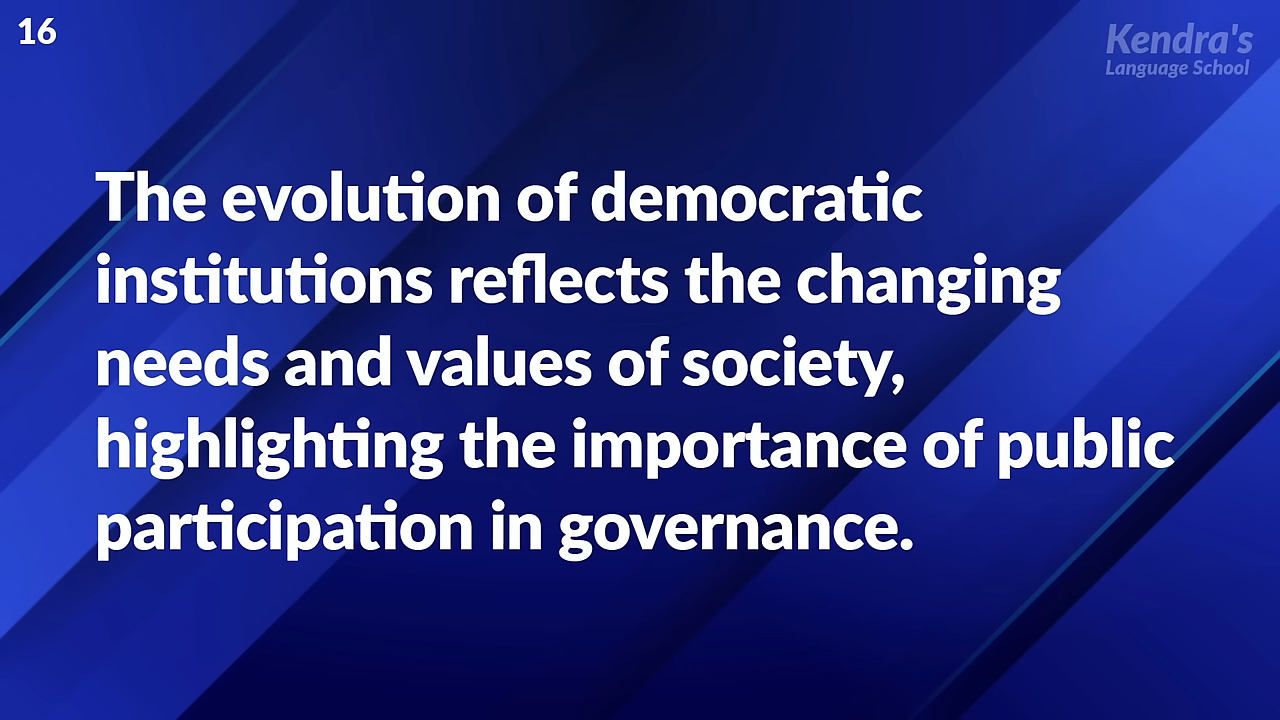 16
Kendra's
Language School
The evolution of democratic
institutions reflects the changing
needs and values of society,
highlighting the importance of public
participation in governance.